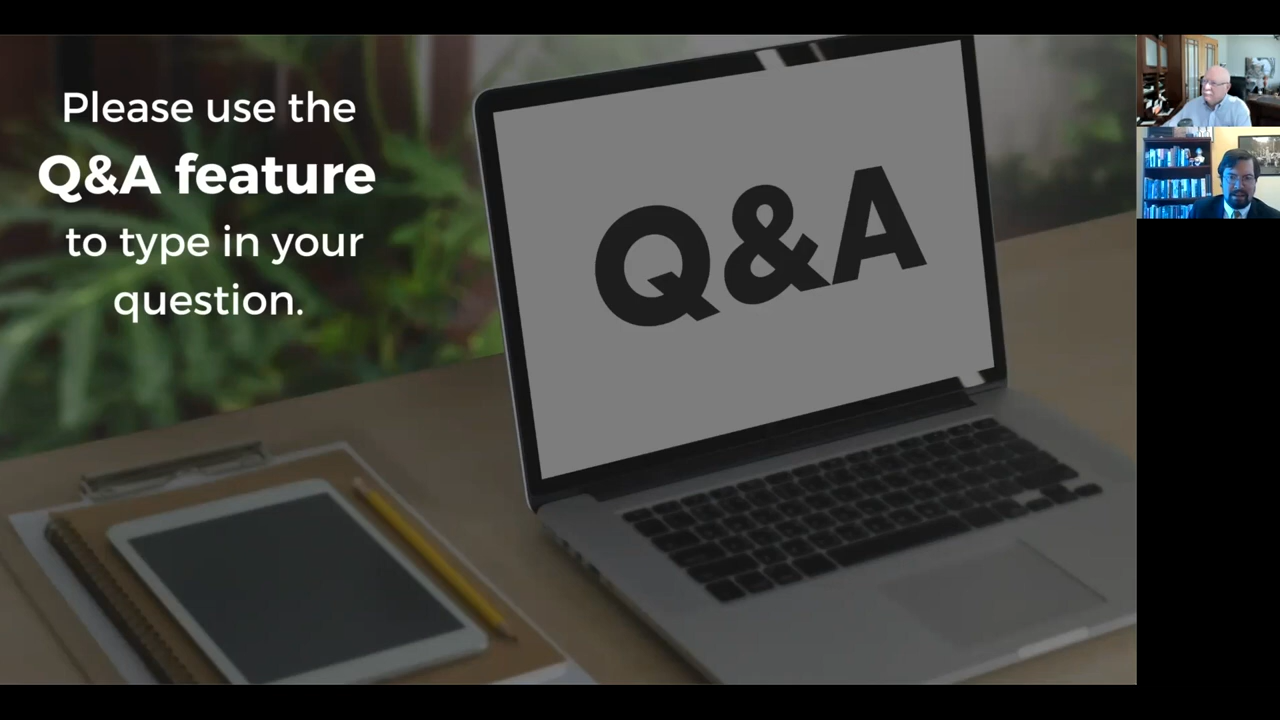 Please use the
Q&A feature
to type in your
question.
Q&A